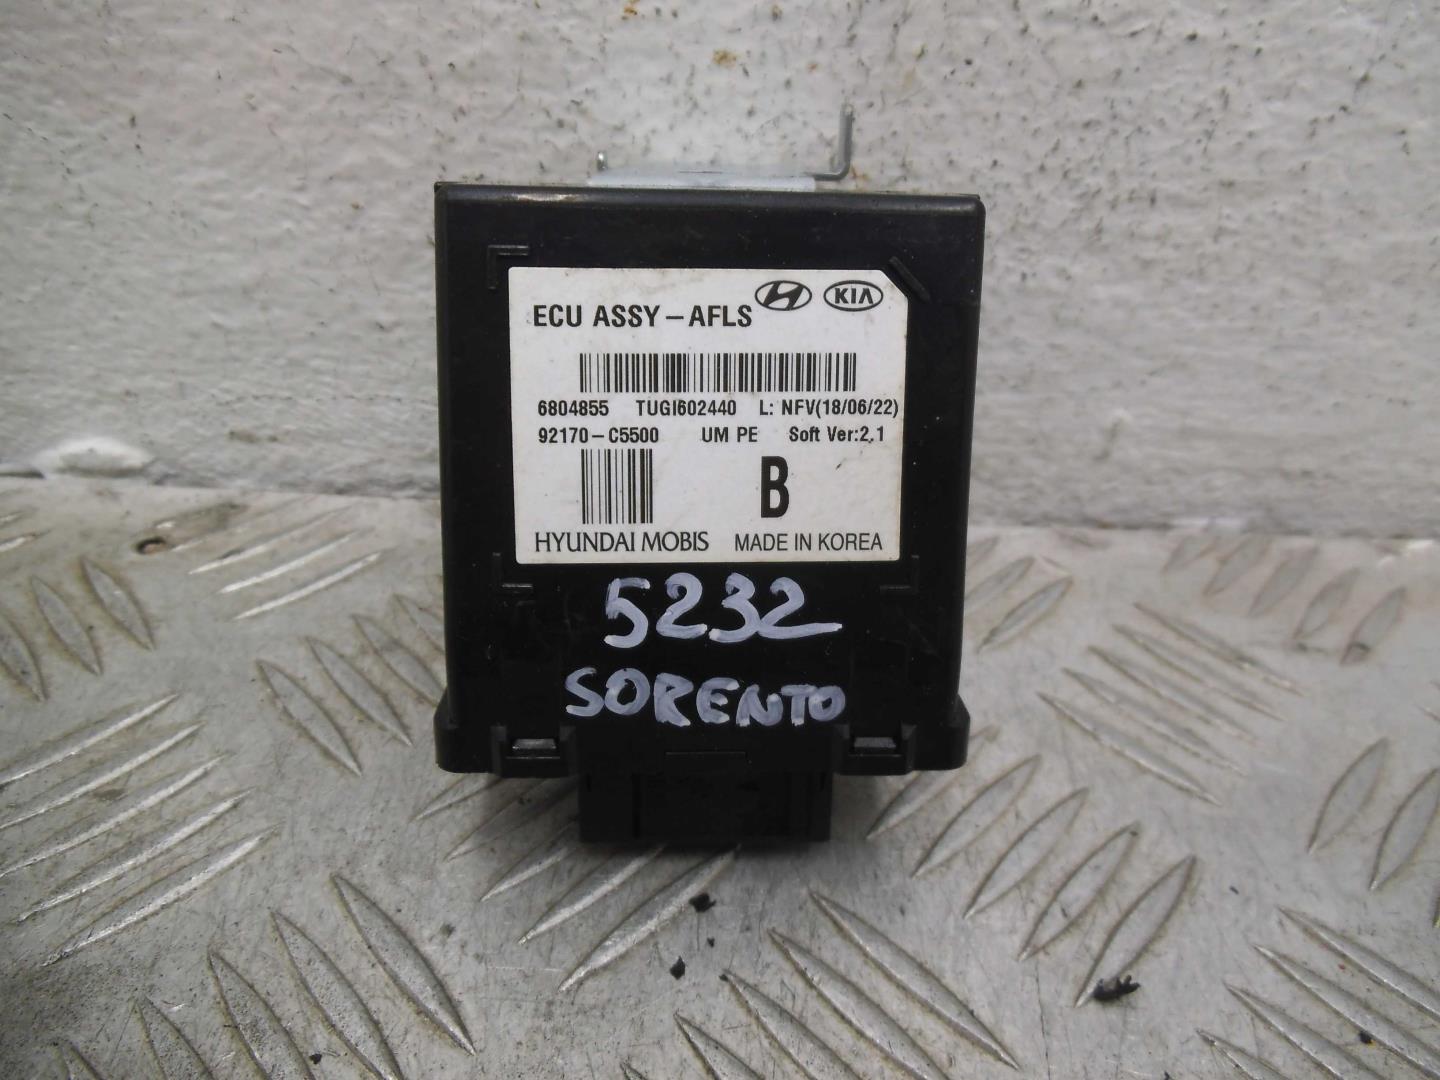 ECU ASSY-AFLS KIA
6804855 TUGI602440 L: NFV(18/06/22)
92170-C5500 UM PE Soft Ver:2.1
B
HYUNDAI MOBIS MADE IN KOREA
5232
SORENTO